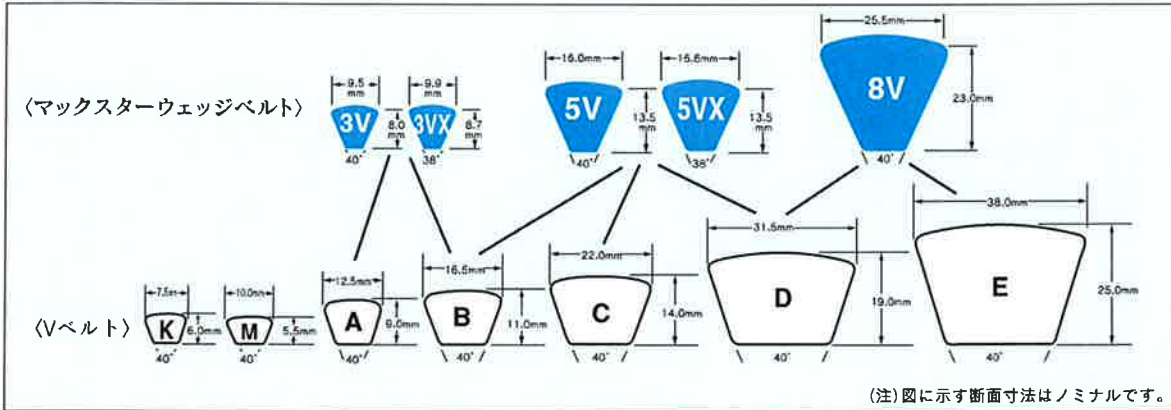 〈マックスターウェッジベルト〉
9.5
mm
3V
8.0
mm
40°
9.9
mm
3VX
8.7
mm
38°
16.0mm
5V
13.5
mm
40°
15.6mm
5VX
13.5
mm
38°
25.5mm
8V
23.0mm
40°
〈Vベルト〉
7.5m
K
6.0mm
40°
10.0mm
M
5.5mm
40°
12.5mm
A
9.0mm
40°
16.5mm
B
11.0mm
40°
22.0mm
C
14.0mm
40°
31.5mm
D
19.0mm
40°
38.0mm
E
25.0mm
40°
(注)図に示す断面寸法はノミナルです。